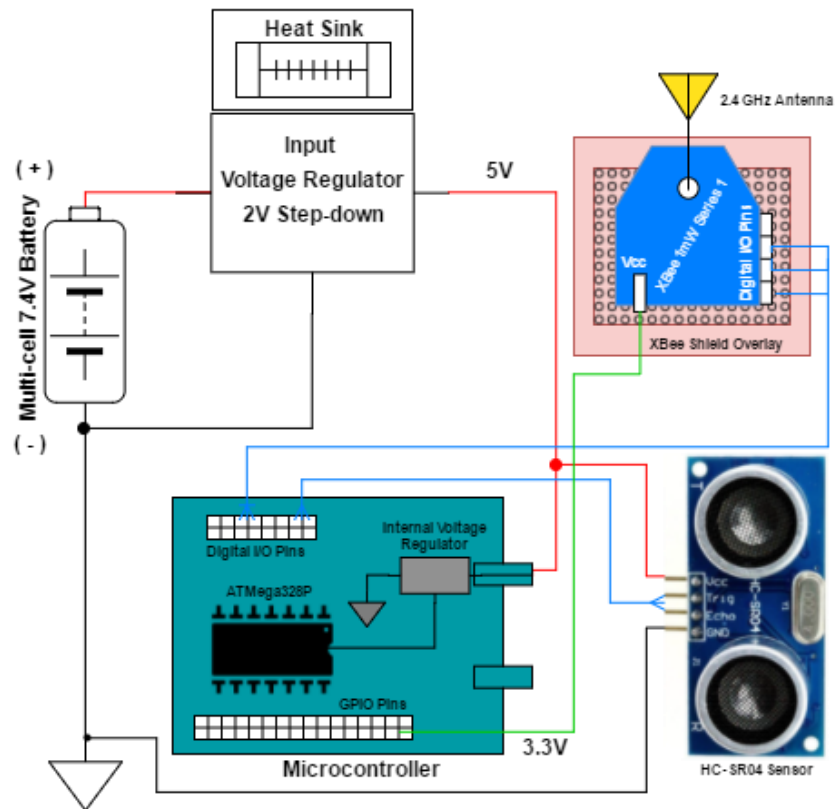 Heat Sink
Input
Voltage Regulator
2V Step-down
( + )
5V
Multi-cell 7.4V Battery
( - )
2.4 GHz Antenna
XBee 1mW Series 1
Vcc
Digital I/O Pins
XBee Shield Overlay
Digital I/O Pins
Internal Voltage
Regulator
ATMega328P
GPIO Pins
3.3V
Microcontroller
T
Vcc
Trig
Echo
GND
HC-SR04
HC-SR04 Sensor